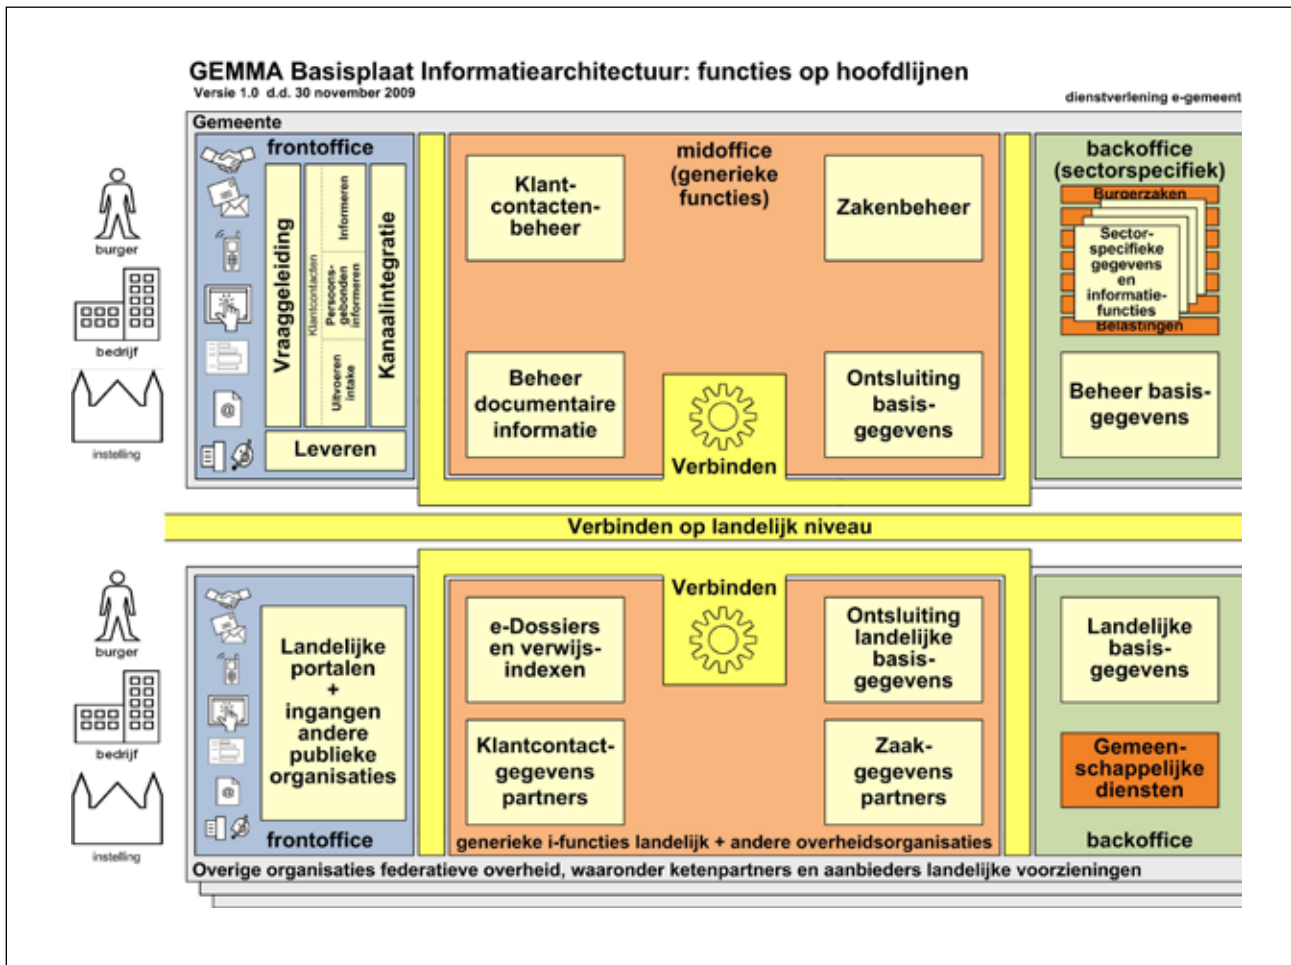 GEMMA Basisplaat Informatiearchitectuur: functies op hoofdlijnen
Versie 1.0 d.d. 30 november 2009
dienstverlening e-gemeent
Gemeente
burger
bedrijf
instelling
frontoffice
Vraaggeleiding
Klantcontacten
Informeren
Persoons-
gebonden
informeren
Uitvoeren
intake
Kanaalintegratie
Leveren
midoffice
(generieke
functies)
Klant-
contacten-
beheer
Zakenbeheer
Beheer
documentaire
informatie
Verbinden
Ontsluiting
basis-
gegevens
backoffice
(sectorspecifiek)
Burgerzaken
Sector-
specifieke
gegevens
en
informatie-
functies
Belastingen
Beheer basis-
gegevens
Verbinden op landelijk niveau
burger
bedrijf
instelling
Landelijke
portalen
+
ingangen
andere
publieke
organisaties
frontoffice
e-Dossiers
en verwijs-
indexen
Verbinden
Ontsluiting
landelijke
basis-
gegevens
Klantcontact-
gegevens
partners
Zaak-
gegevens
partners
generieke i-functies landelijk + andere overheidsorganisaties
Landelijke
basis-
gegevens
Gemeen-
schappelijke
diensten
backoffice
Overige organisaties federatieve overheid, waaronder ketenpartners en aanbieders landelijke voorzieningen